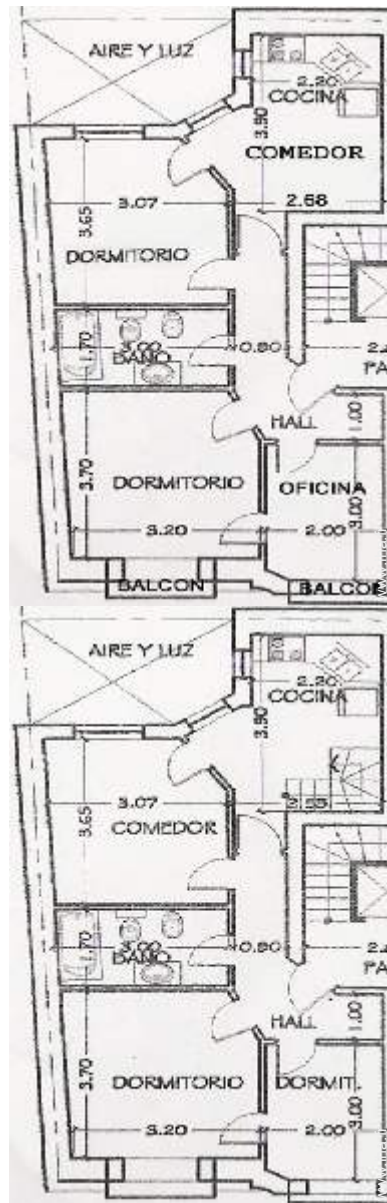 AIRE Y LUZ
2.20
COCINA
3.90
COMEDOR
3.07
2.68
3.65
DORMITORIO
1.70
3.00
0.90
BAÑO
HALL
1.00
DORMITORIO
OFICINA
3.70
3.20
2.00
3.00
BALCON
BALCON
AIRE Y LUZ
2.20
COCINA
3.90
3.07
2.55
3.65
COMEDOR
1.70
3.00
0.90
BAÑO
HALL
1.00
DORMITORIO
DORMIT.
3.70
3.20
2.00
3.00